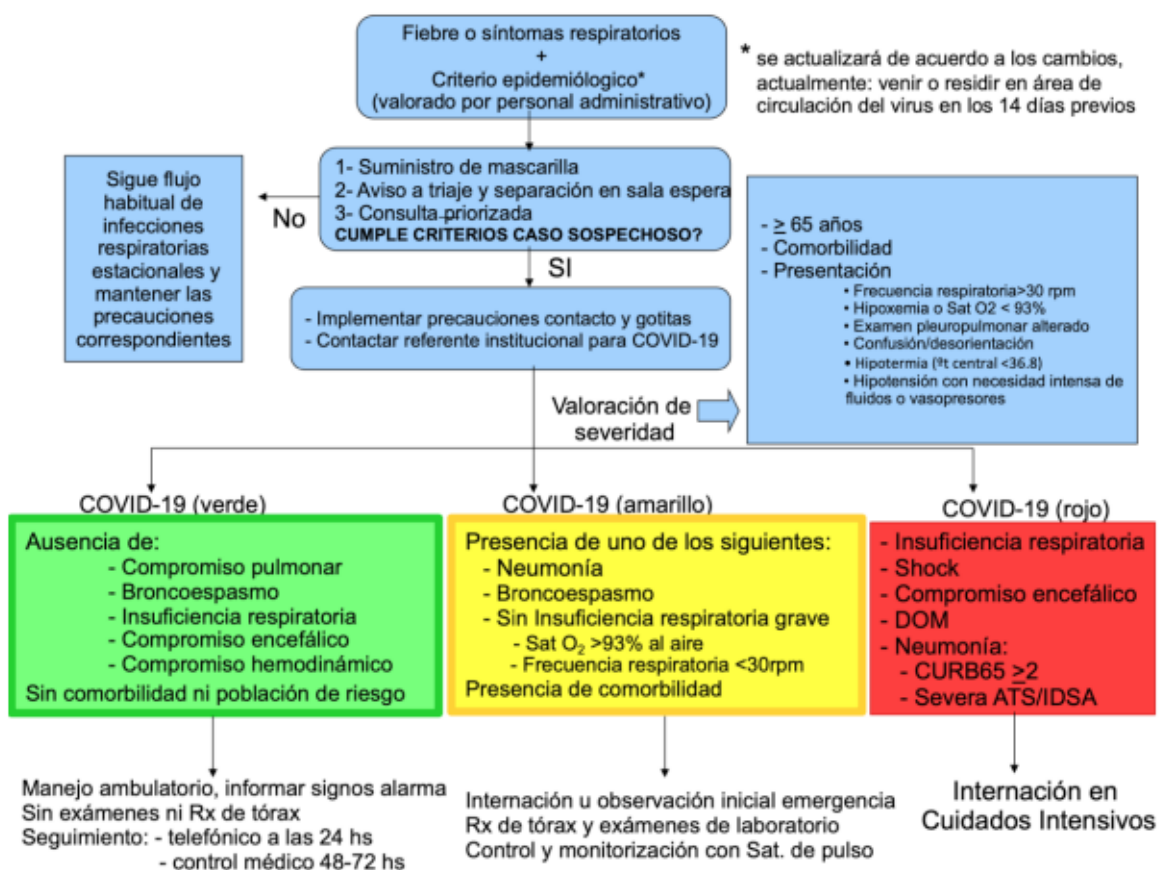 Fiebre o síntomas respiratorios
+
Criterio epidémiologico*
(valorado por personal administrativo)
* se actualizará de acuerdo a los cambios,
actualmente: venir o residir en área de
circulación del virus en los 14 días previos
1- Suministro de mascarilla
2- Aviso a triaje y separación en sala espera
3- Consulta priorizada
CUMPLE CRITERIOS CASO SOSPECHOSO?
No
Sigue flujo
habitual de
infecciones
respiratorias
estacionales y
mantener las
precauciones
correspondientes
SI
- Implementar precauciones contacto y gotitas
- Contactar referente institucional para COVID-19
Valoración de
severidad
- ≥ 65 años
- Comorbilidad
- Presentación
• Frecuencia respiratoria>30 rpm
• Hipoxemia o Sat O2 < 93%
• Examen pleuropulmonar alterado
• Confusión/desorientación
• Hipotermia (ºt central <36.8)
• Hipotensión con necesidad intensa de
fluidos o vasopresores
COVID-19 (verde)
Ausencia de:
- Compromiso pulmonar
- Broncoespasmo
- Insuficiencia respiratoria
- Compromiso encefálico
- Compromiso hemodinámico
Sin comorbilidad ni población de riesgo
Manejo ambulatorio, informar signos alarma
Sin exámenes ni Rx de tórax
Seguimiento: - telefónico a las 24 hs
- control médico 48-72 hs
COVID-19 (amarillo)
Presencia de uno de los siguientes:
- Neumonía
- Broncoespasmo
- Sin Insuficiencia respiratoria grave
- Sat O₂ >93% al aire
- Frecuencia respiratoria <30rpm
Presencia de comorbilidad
Internación u observación inicial emergencia
Rx de tórax y exámenes de laboratorio
Control y monitorización con Sat. de pulso
COVID-19 (rojo)
- Insuficiencia respiratoria
- Shock
- Compromiso encefálico
- DOM
- Neumonía:
- CURB65 ≥2
- Severa ATS/IDSA
Internación en
Cuidados Intensivos